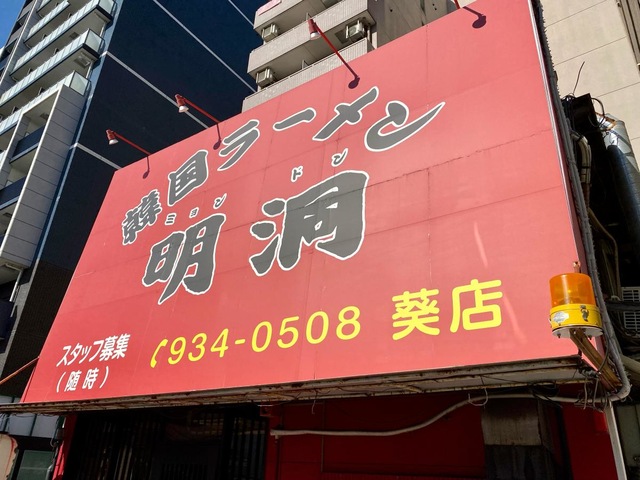 韓国ラーメン
ミョンドン
明洞
934-0508 葵店
スタッフ募集
(随時)